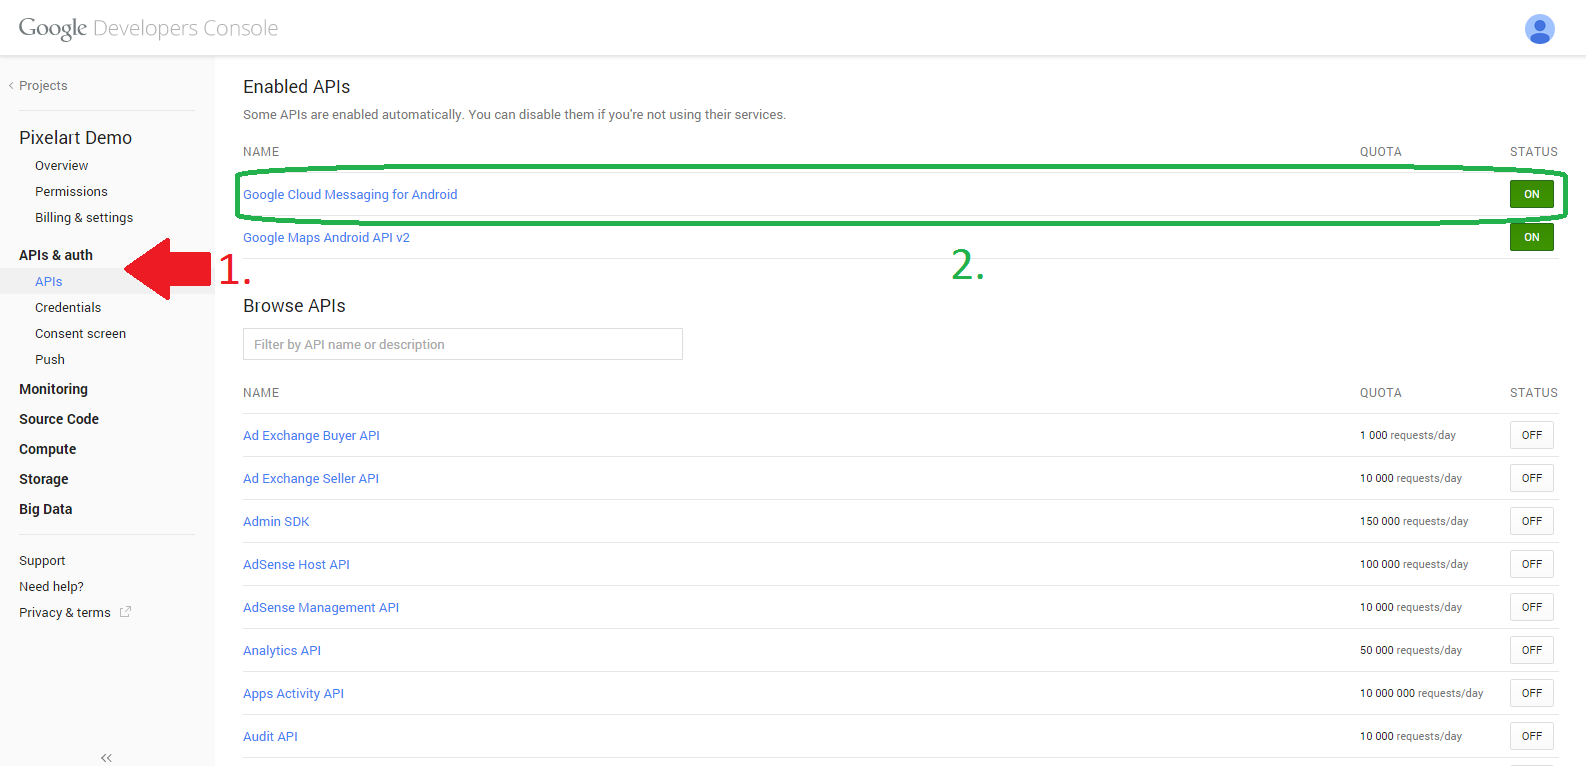 Google Developers Console
Projects
Pixelart Demo
Overview
Permissions
Billing & settings
APIs & auth
1.
APIs
Credentials
Consent screen
Push
Monitoring
Source Code
Compute
Storage
Big Data
Support
Need help?
Privacy & terms
Enabled APIs
Some APIs are enabled automatically. You can disable them if you're not using their services.
NAME QUOTA STATUS
Google Cloud Messaging for Android ON
Google Maps Android API v2 ON
2.
Browse APIs
Filter by API name or description
NAME QUOTA STATUS
Ad Exchange Buyer API 1 000 requests/day OFF
Ad Exchange Seller API 10 000 requests/day OFF
Admin SDK 150 000 requests/day OFF
AdSense Host API 100 000 requests/day OFF
AdSense Management API 10 000 requests/day OFF
Analytics API 50 000 requests/day OFF
Apps Activity API 10 000 000 requests/day OFF
Audit API 10 000 requests/day OFF